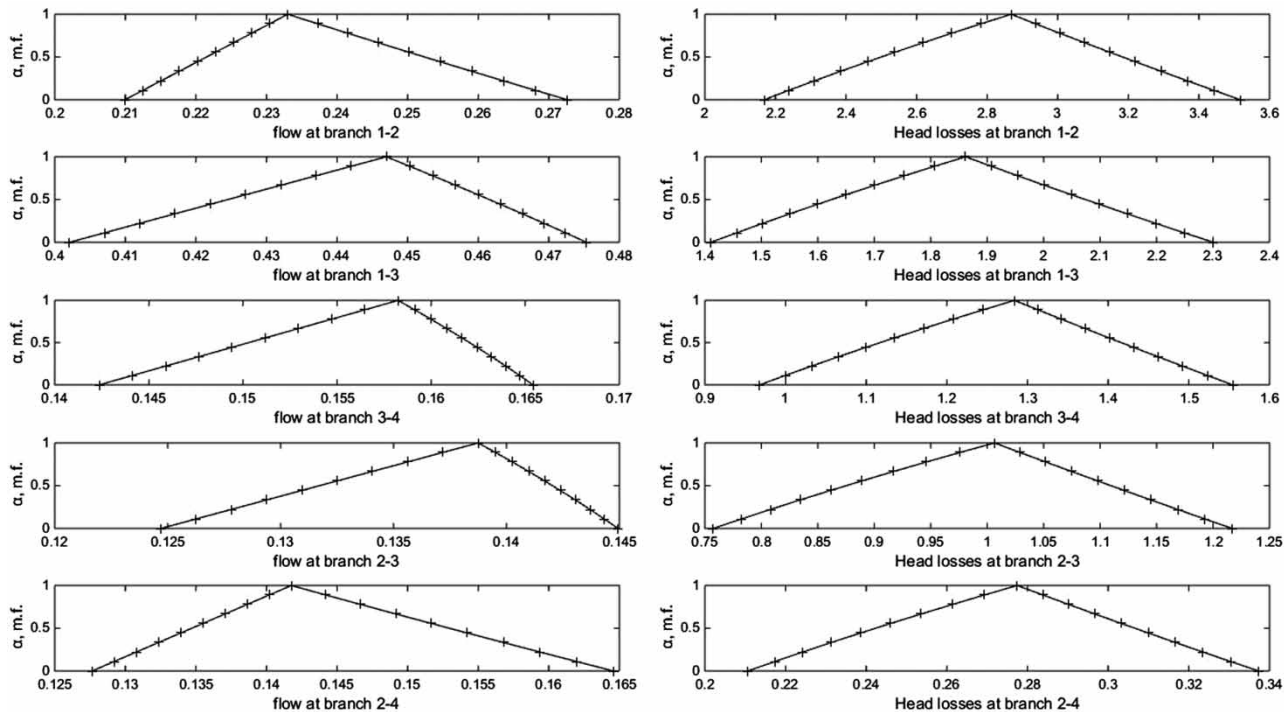 α, m.f.
1
0.5
0
0.2 0.21 0.22 0.23 0.24 0.25 0.26 0.27 0.28
flow at branch 1-2
α, m.f.
1
0.5
0
2 2.2 2.4 2.6 2.8 3 3.2 3.4 3.6
Head losses at branch 1-2
α, m.f.
1
0.5
0
0.4 0.41 0.42 0.43 0.44 0.45 0.46 0.47 0.48
flow at branch 1-3
α, m.f.
1
0.5
0
1.4 1.5 1.6 1.7 1.8 1.9 2 2.1 2.2 2.3 2.4
Head losses at branch 1-3
α, m.f.
1
0.5
0
0.14 0.145 0.15 0.155 0.16 0.165 0.17
flow at branch 3-4
α, m.f.
1
0.5
0
0.9 1 1.1 1.2 1.3 1.4 1.5 1.6
Head losses at branch 3-4
α, m.f.
1
0.5
0
0.12 0.125 0.13 0.135 0.14 0.145
flow at branch 2-3
α, m.f.
1
0.5
0
0.75 0.8 0.85 0.9 0.95 1 1.05 1.1 1.15 1.2 1.25
Head losses at branch 2-3
α, m.f.
1
0.5
0
0.125 0.13 0.135 0.14 0.145 0.15 0.155 0.16 0.165
flow at branch 2-4
α, m.f.
1
0.5
0
0.2 0.22 0.24 0.26 0.28 0.3 0.32 0.34
Head losses at branch 2-4